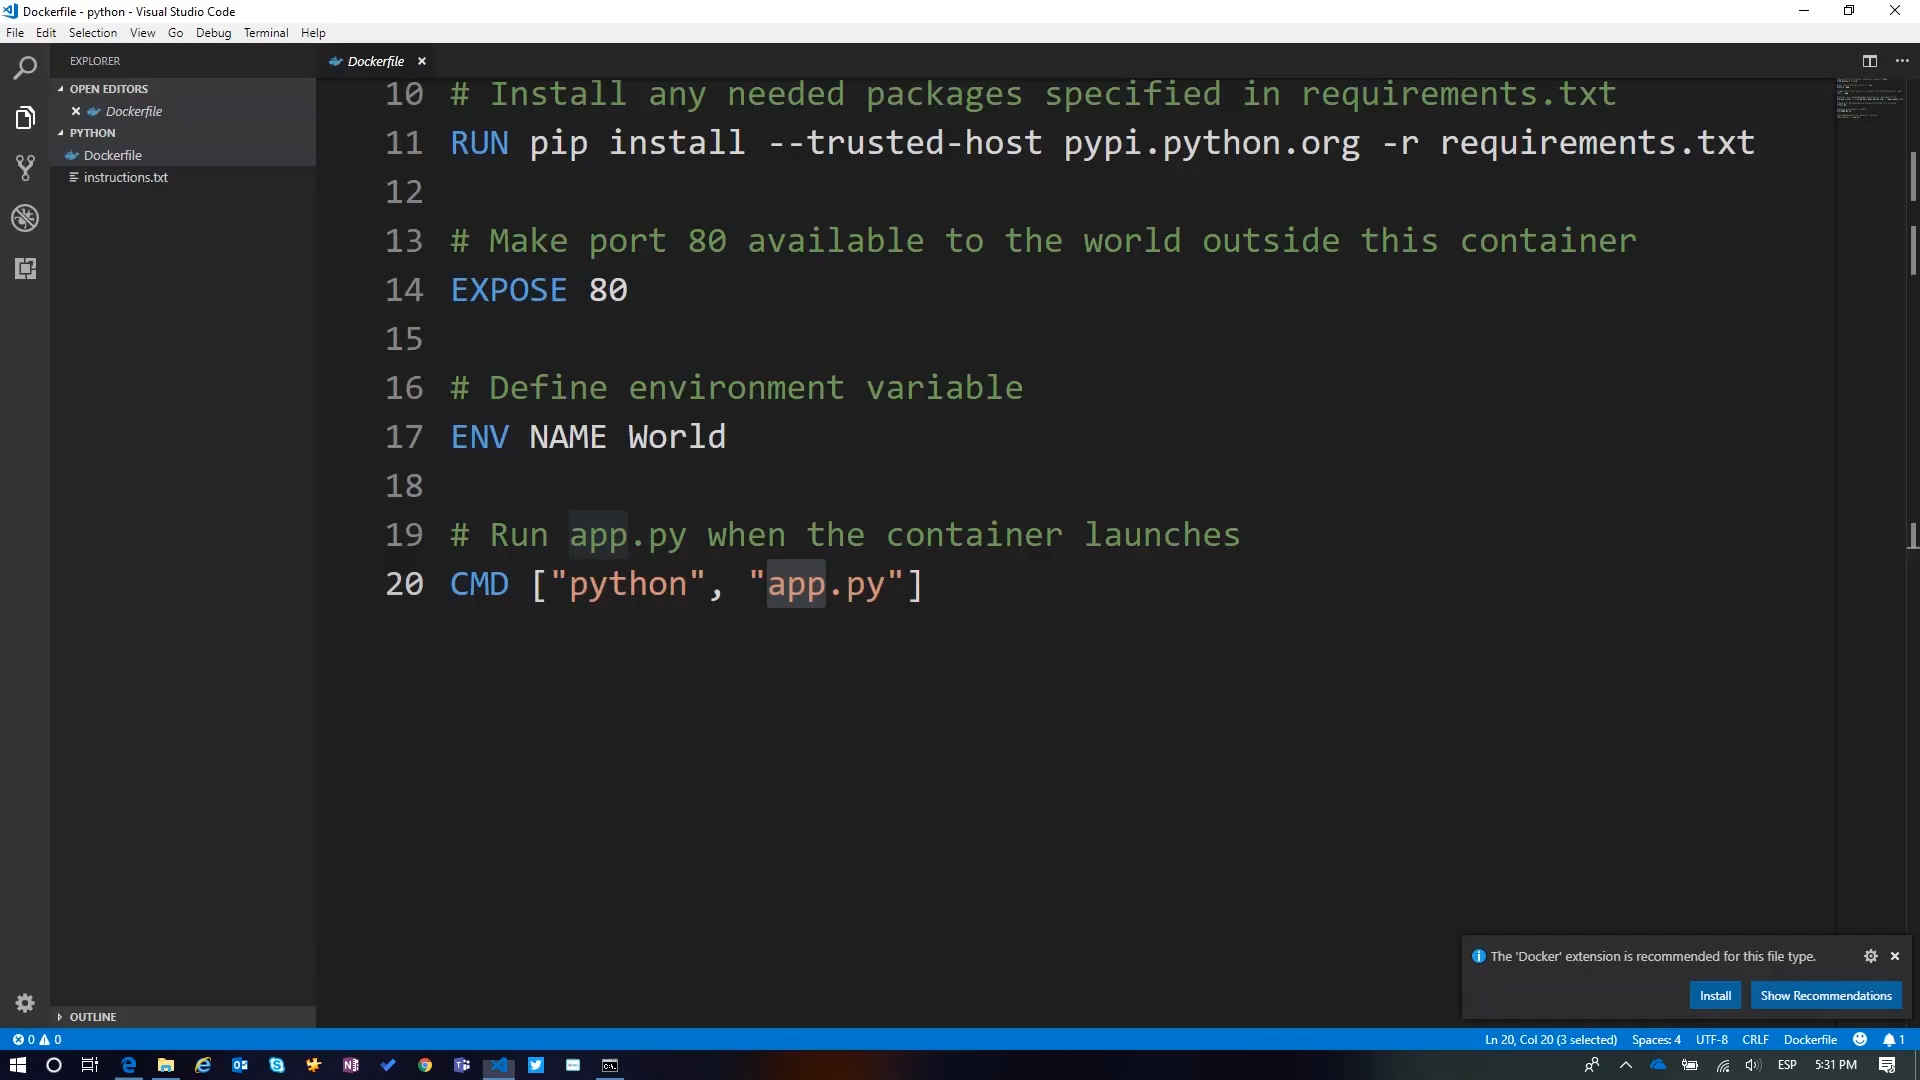 Dockerfile - python - Visual Studio Code
File Edit Selection View Go Debug Terminal Help
EXPLORER
OPEN EDITORS
Dockerfile
PYTHON
Dockerfile
instructions.txt
OUTLINE
Dockerfile
10 # Install any needed packages specified in requirements.txt
11 RUN pip install --trusted-host pypi.python.org -r requirements.txt
12
13 # Make port 80 available to the world outside this container
14 EXPOSE 80
15
16 # Define environment variable
17 ENV NAME World
18
19 # Run app.py when the container launches
20 CMD ["python", "app.py"]
The 'Docker' extension is recommended for this file type.
Install Show Recommendations
0 0 Ln 20, Col 20 (3 selected) Spaces: 4 UTF-8 CRLF Dockerfile 1
ESP 5:31 PM